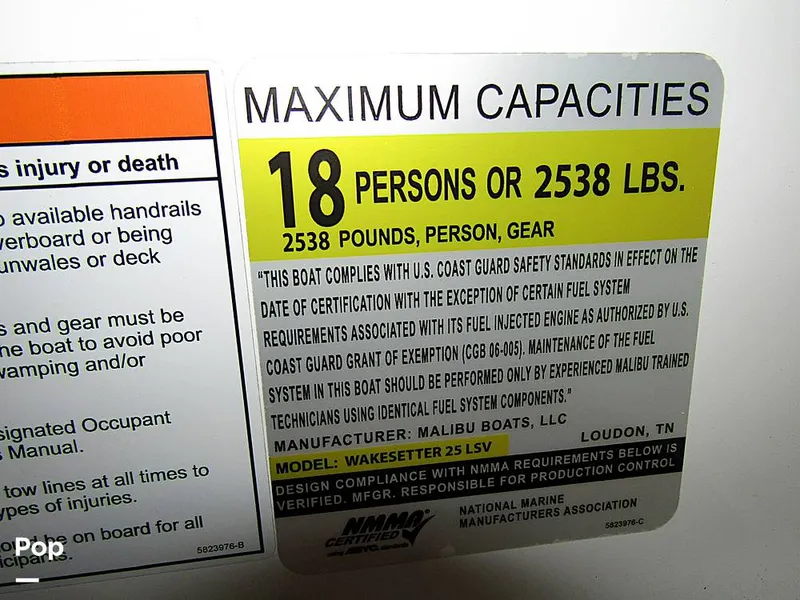 s injury or death
available handrails
verboard or being
unwales or deck
s and gear must be
he boat to avoid poor
wamping and/or
signated Occupant
s Manual.
tow lines at all times to
ypes of injuries.
be on board for all
5823976-B
MAXIMUM CAPACITIES
18 PERSONS OR 2538 LBS.
2538 POUNDS, PERSON, GEAR
"THIS BOAT COMPLIES WITH U.S. COAST GUARD SAFETY STANDARDS IN EFFECT ON THE
DATE OF CERTIFICATION WITH THE EXCEPTION OF CERTAIN FUEL SYSTEM
REQUIREMENTS ASSOCIATED WITH ITS FUEL INJECTED ENGINE AS AUTHORIZED BY U.S.
COAST GUARD GRANT OF EXEMPTION (CGB 06-005). MAINTENANCE OF THE FUEL
SYSTEM IN THIS BOAT SHOULD BE PERFORMED ONLY BY EXPERIENCED MALIBU TRAINED
TECHNICIANS USING IDENTICAL FUEL SYSTEM COMPONENTS."
MANUFACTURER: MALIBU BOATS, LLC
LOUDON, TN
MODEL: WAKESETTER 25 LSV
DESIGN COMPLIANCE WITH NMMA REQUIREMENTS BELOW IS
VERIFIED. MFGR. RESPONSIBLE FOR PRODUCTION CONTROL
NMMA
CERTIFIED
using ABYC standards
NATIONAL MARINE
MANUFACTURERS ASSOCIATION
5823976-C
Pop